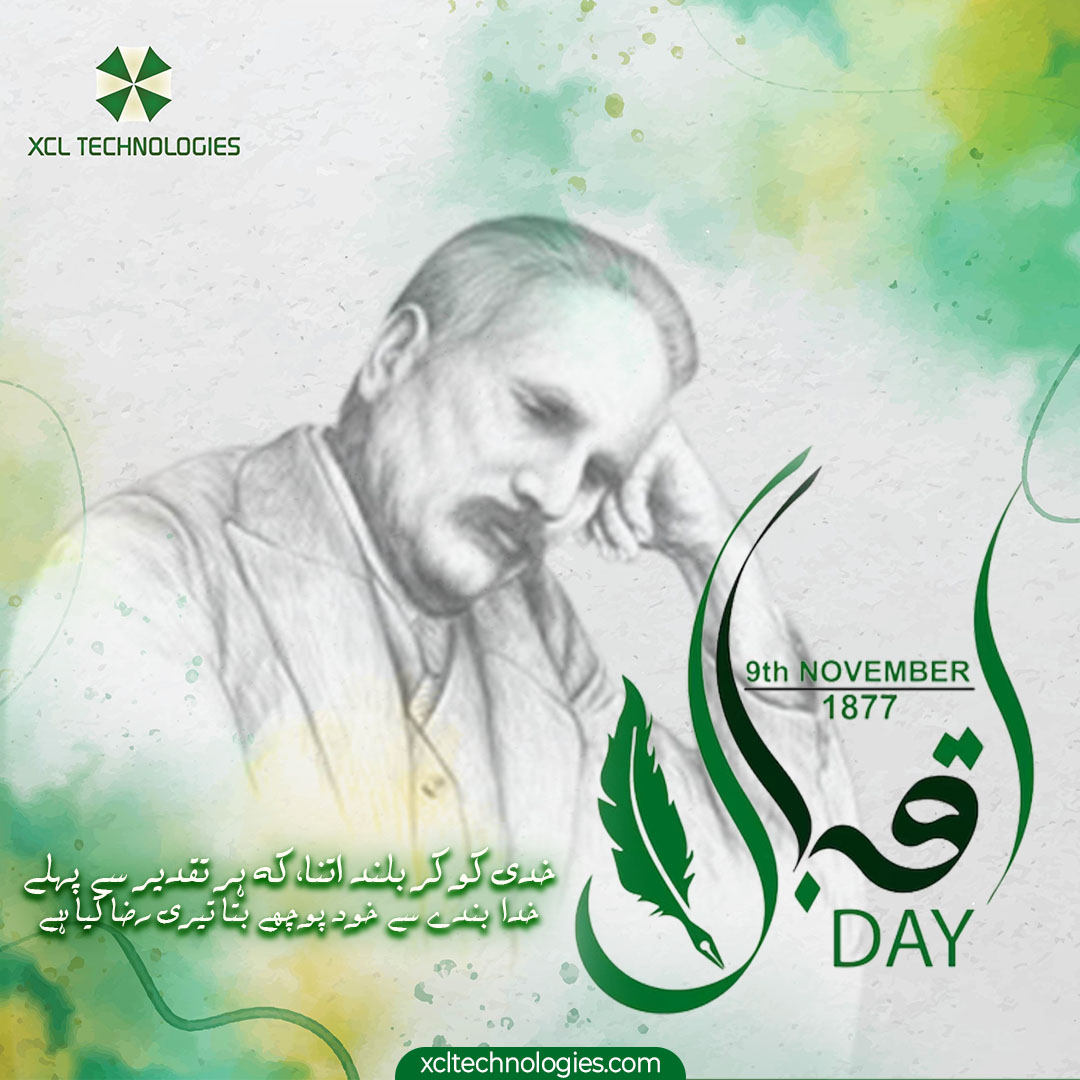 XCL TECHNOLOGIES
9th NOVEMBER
1877
اقبال
DAY
خدی کو کر بلند اتنا، کہ ہر تقدیر سے پہلے
خدا بندے سے خود پوچھے بتا تیری رضا کیا ہے
xcltechnologies.com